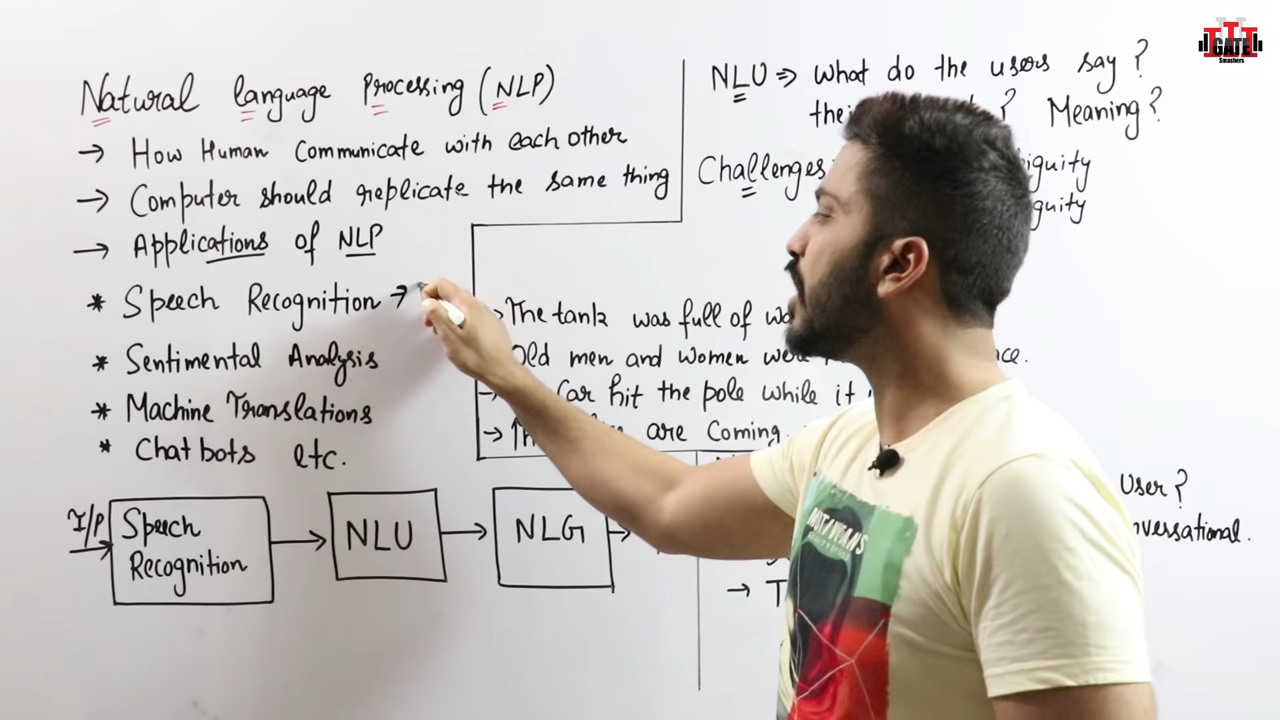 Natural language Processing (NLP)
→ How Human Communicate with each other
→ Computer should replicate the same thing
→ Applications of NLP
* Speech Recognition →
* Sentimental Analysis
* Machine Translations
* Chatbots etc.
I/P
Speech
Recognition
NLU
NLG
NLU ⇒ What do the users say?
? Meaning?
Challenges
The tank was full of
Old men and women
Car hit the pole while it
are Coming
User?
GATE
Smashers